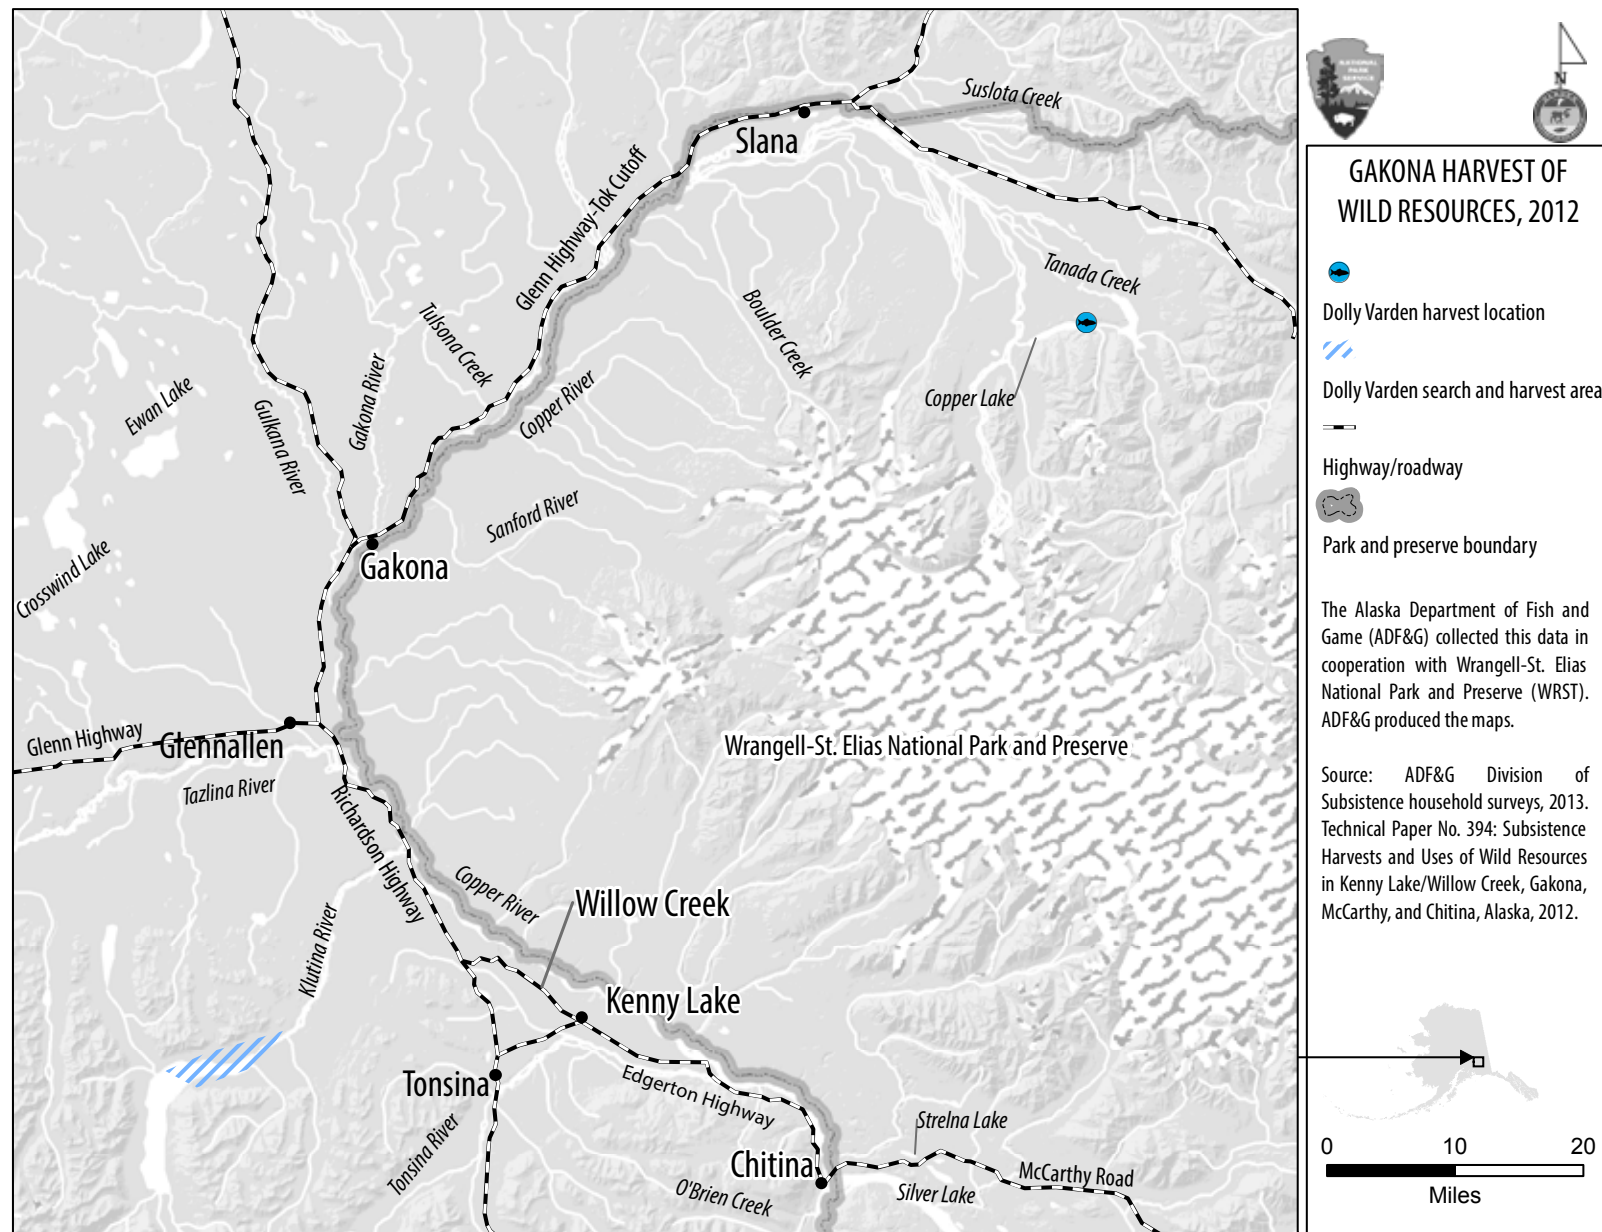 Suslota Creek
Slana
Glenn Highway-Tok Cutoff
Tanada Creek
Boulder Creek
Tulsona Creek
Gakona River
Copper River
Copper Lake
Ewan Lake
Gulkana River
Sanford River
Crosswind Lake
Gakona
Glenn Highway
Glennallen
Tazlina River
Wrangell-St. Elias National Park and Preserve
Richardson Highway
Copper River
Willow Creek
Klutina River
Kenny Lake
Tonsina
Edgerton Highway
Tonsina River
Strelna Lake
Chitina
McCarthy Road
O'Brien Creek
Silver Lake
NATIONAL
PARK
SERVICE
N
GAKONA HARVEST OF
WILD RESOURCES, 2012
Dolly Varden harvest location
Dolly Varden search and harvest area
Highway/roadway
Park and preserve boundary
The Alaska Department of Fish and
Game (ADF&G) collected this data in
cooperation with Wrangell-St. Elias
National Park and Preserve (WRST).
ADF&G produced the maps.
Source: ADF&G Division of
Subsistence household surveys, 2013.
Technical Paper No. 394: Subsistence
Harvests and Uses of Wild Resources
in Kenny Lake/Willow Creek, Gakona,
McCarthy, and Chitina, Alaska, 2012.
0 10 20
Miles